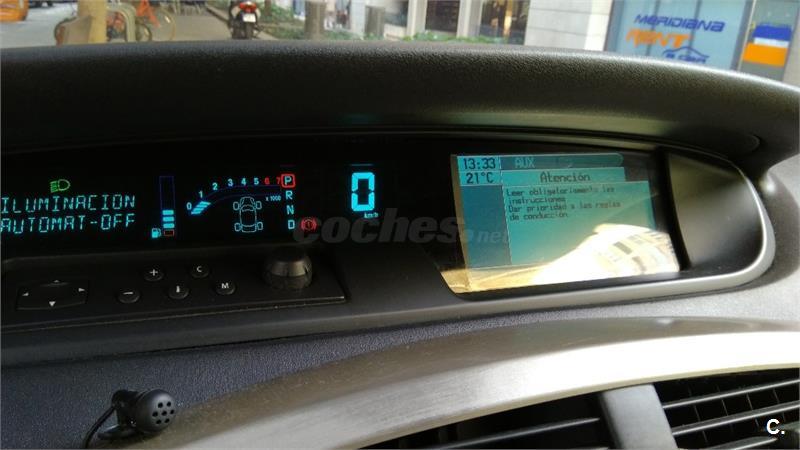 MERIDIANA
RENT
ILUMINACION
AUTOMAT-OFF
0 1 2 3 4 5 6 7
x 1000
P
R
N
D
0
km/h
13:33 AUX
21°C Atención
Leer obligatoriamente las
instrucciones
Dar prioridad a las reglas
de conducción.
+ C
- M
coches.net
C.